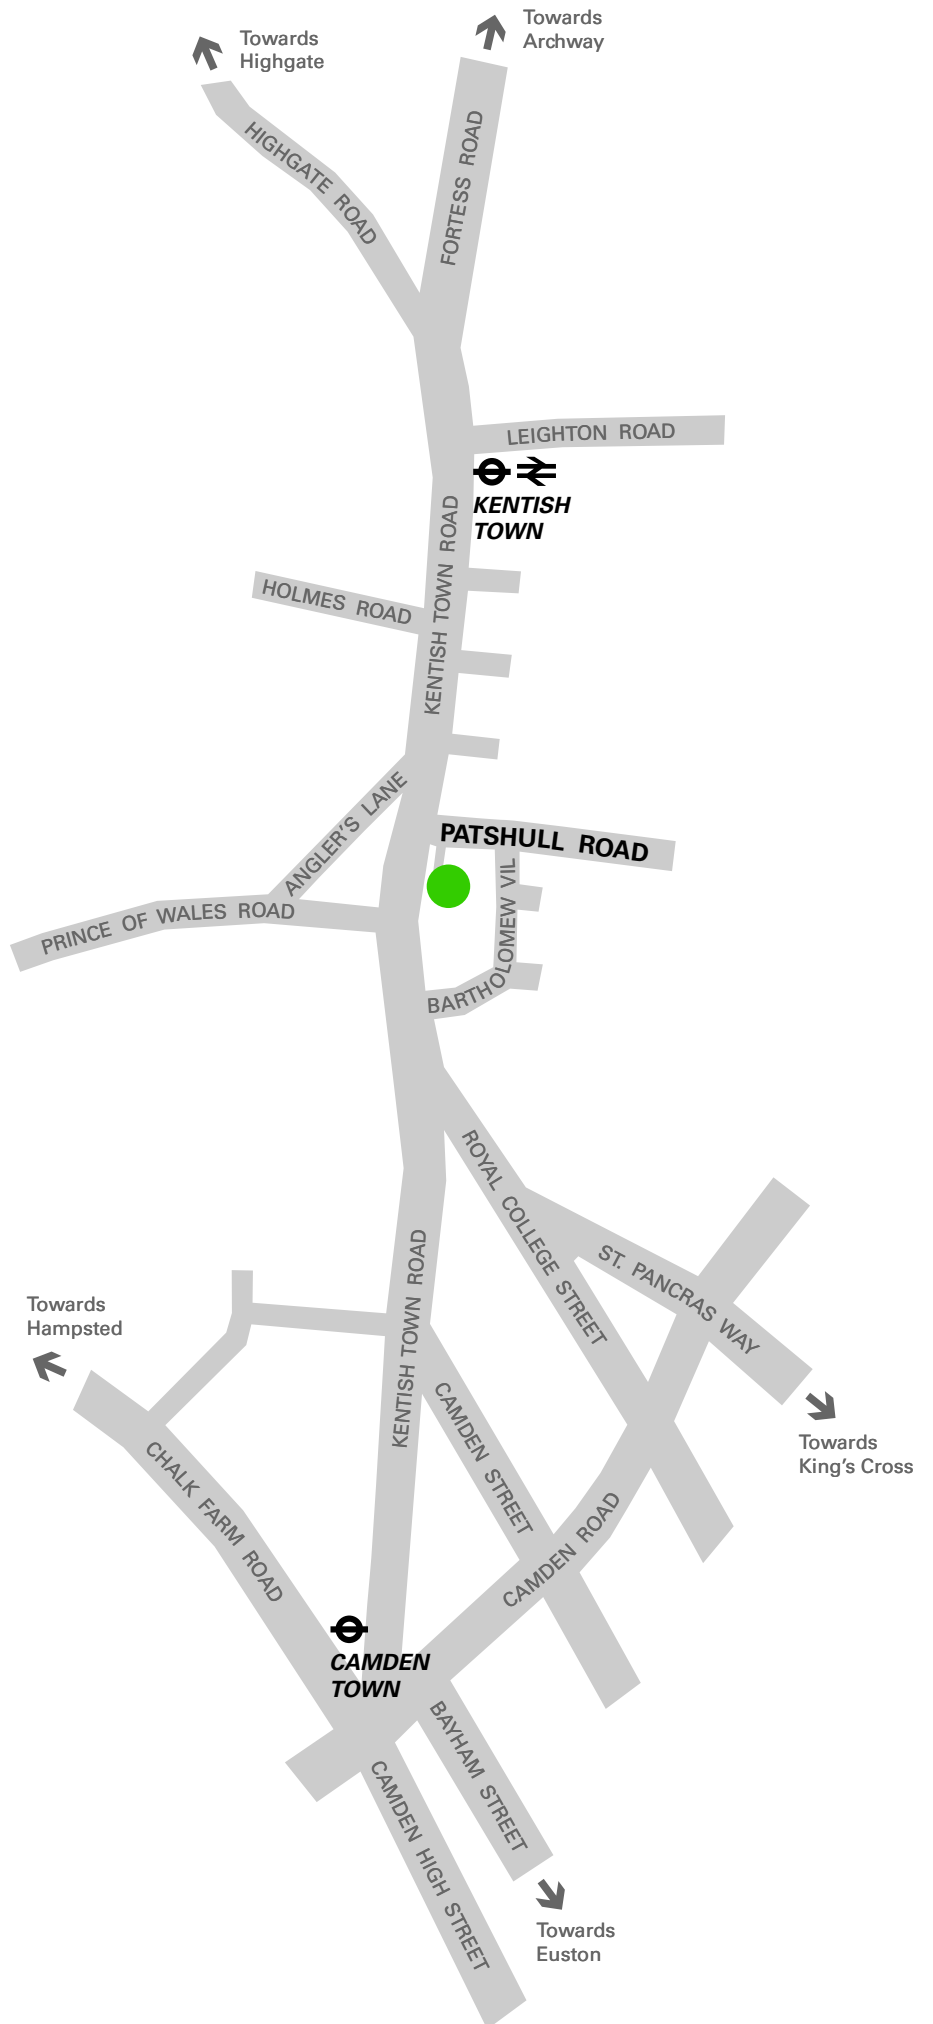 Towards
Highgate
Towards
Archway
HIGHGATE ROAD
FORTESS ROAD
LEIGHTON ROAD
KENTISH
TOWN
KENTISH TOWN ROAD
HOLMES ROAD
ANGLER'S LANE
PATSHULL ROAD
PRINCE OF WALES ROAD
BARTHOLOMEW VIL
ROYAL COLLEGE STREET
ST. PANCRAS WAY
KENTISH TOWN ROAD
Towards
Hampsted
CAMDEN STREET
Towards
King's Cross
CHALK FARM ROAD
CAMDEN ROAD
CAMDEN
TOWN
BAYHAM STREET
CAMDEN HIGH STREET
Towards
Euston